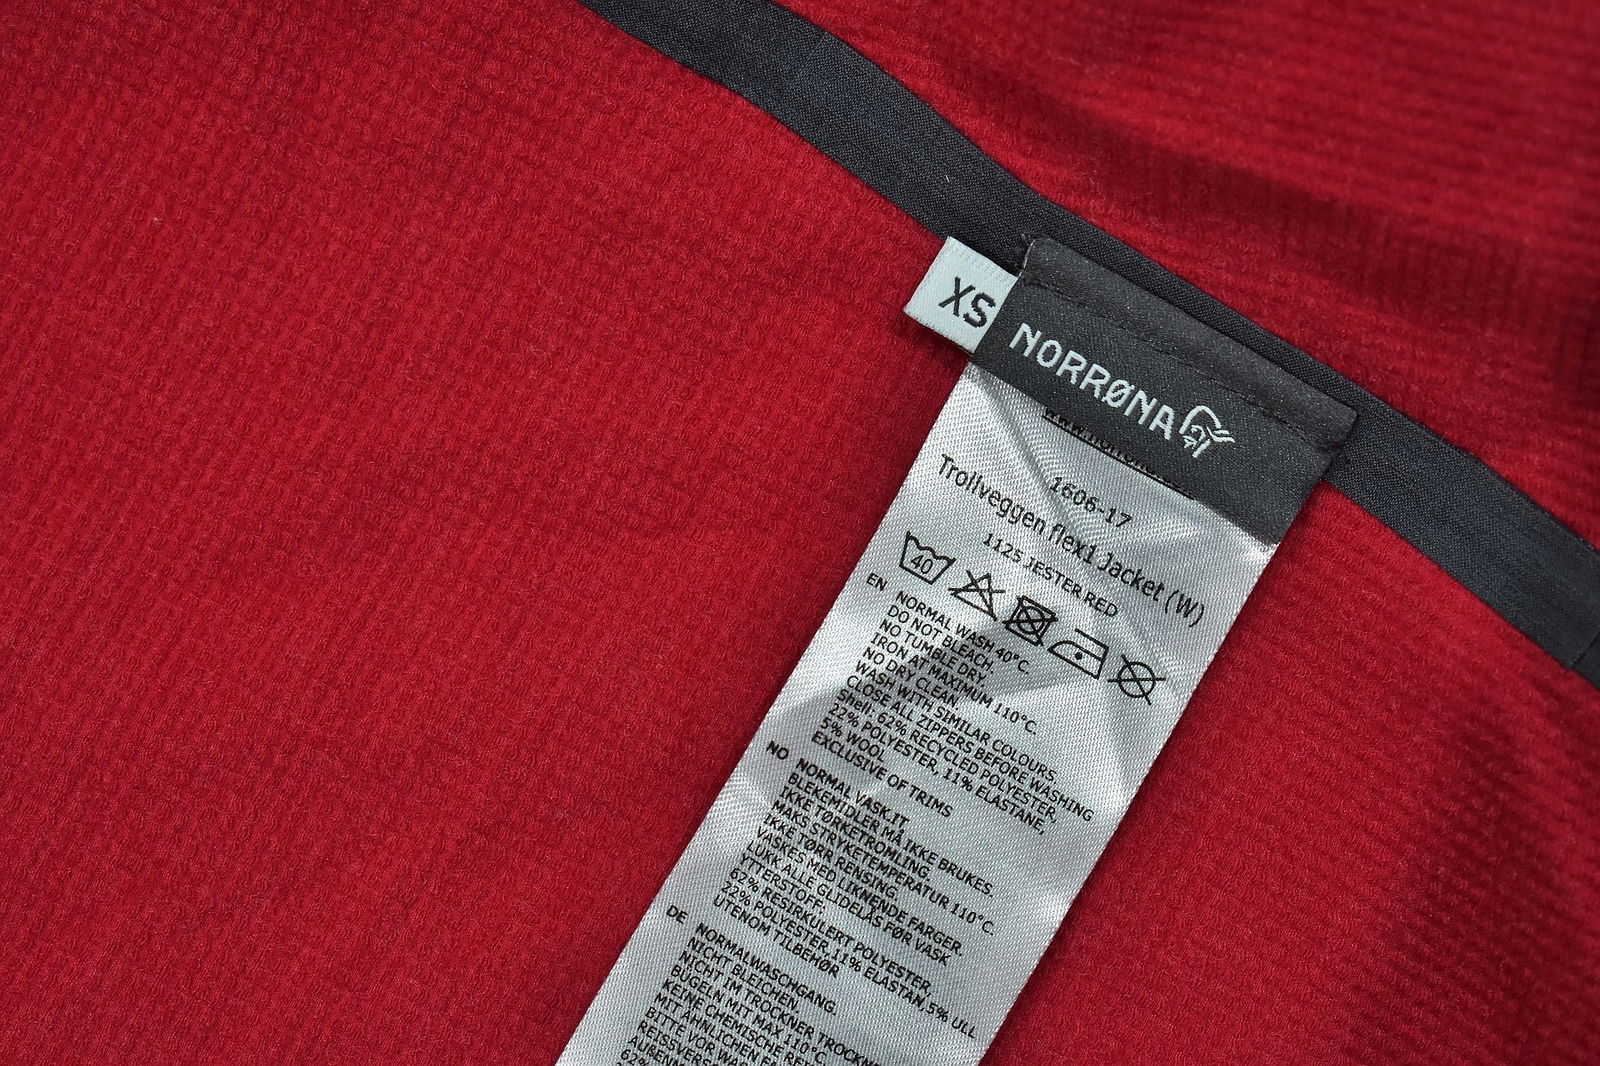 XS
NORRØNA
1606-17
Trollveggen flex1 Jacket (W)
1125 JESTER RED
40
EN
NORMAL WASH 40°C.
DO NOT BLEACH.
NO TUMBLE DRY.
IRON AT MAXIMUM 110°C.
NO DRY CLEAN.
WASH WITH SIMILAR COLOURS.
CLOSE ALL ZIPPERS BEFORE WASHING
Shell: 62% RECYCLED POLYESTER,
22% POLYESTER, 11% ELASTANE,
5% WOOL
EXCLUSIVE OF TRIMS
NO
NORMAL VASK.IT
BLEKEMIDLER MÅ IKKE BRUKES.
IKKE TØRKETROMLING
MAKS STRYKETEMPERATUR 110°C.
IKKE TØRR RENSING.
VASKES MED LIKNENDE FARGER.
LUKK ALLE GLIDELÅS FØR VASK
YTTERSTOFF:
62% RESIRKULERT POLYESTER,
22% POLYESTER, 11% ELASTAN,5% ULL
UTENOM TILBEHØR
DE
NORMALWASCHGANG.
NICHT BLEICHEN.
NICHT IM TROCKNER
BÜGELN MIT MAX 110°C.
KEINE CHEMISCHE
MIT ÄHNLICHEN
BITTE VOR
62%